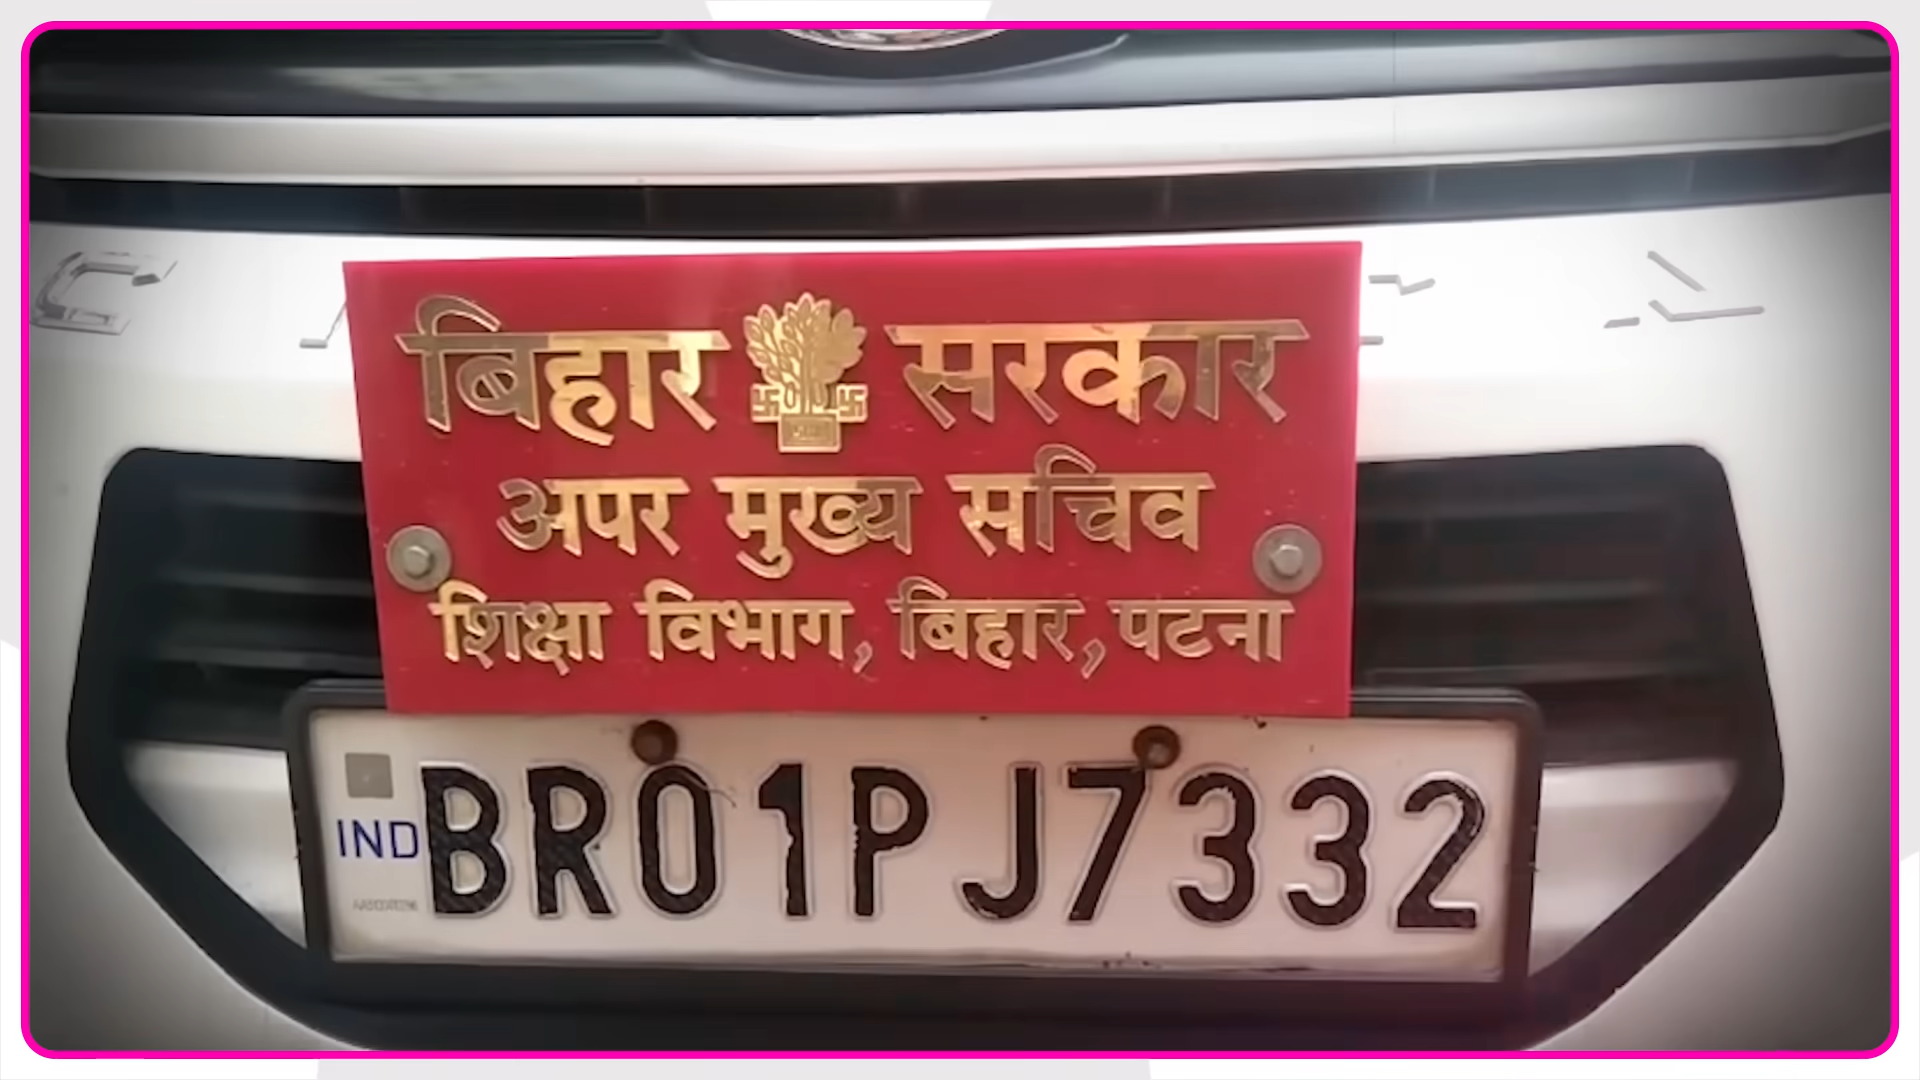 बिहार सरकार
अपर मुख्य सचिव
शिक्षा विभाग, बिहार, पटना
IND
BR01PJ7332